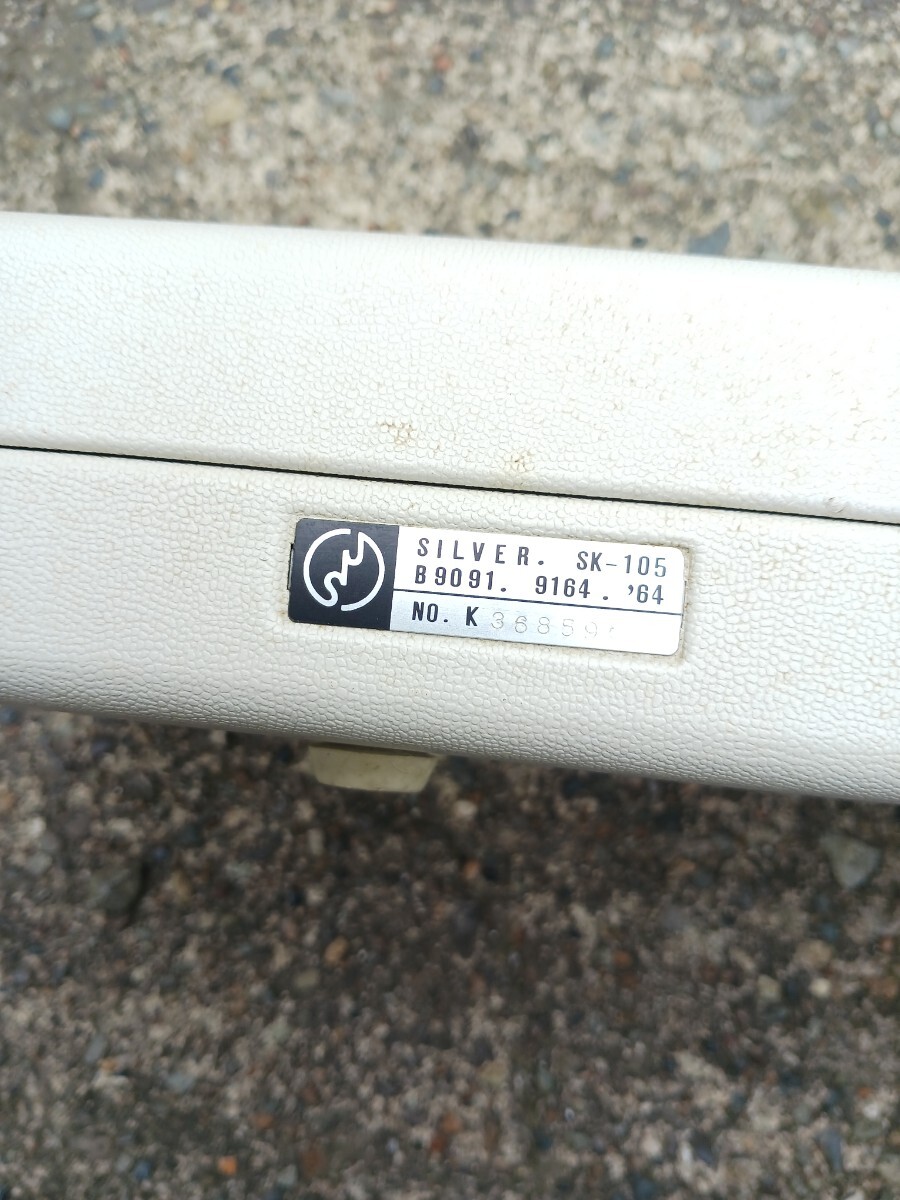 SILVER. SK-105
B9091. 9164. '64
NO. K